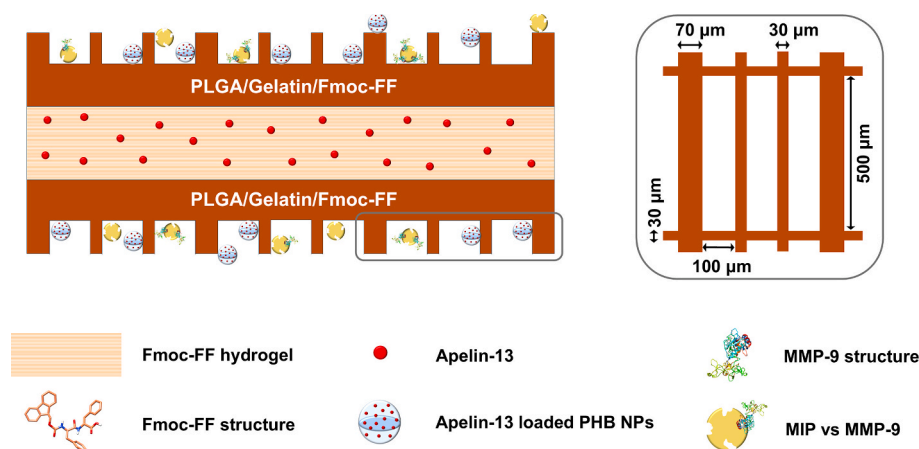 PLGA/Gelatin/Fmoc-FF
PLGA/Gelatin/Fmoc-FF
70 µm
30 µm
500 µm
30 µm
100 µm
Fmoc-FF hydrogel
Apelin-13
MMP-9 structure
Fmoc-FF structure
Apelin-13 loaded PHB NPs
MIP vs MMP-9